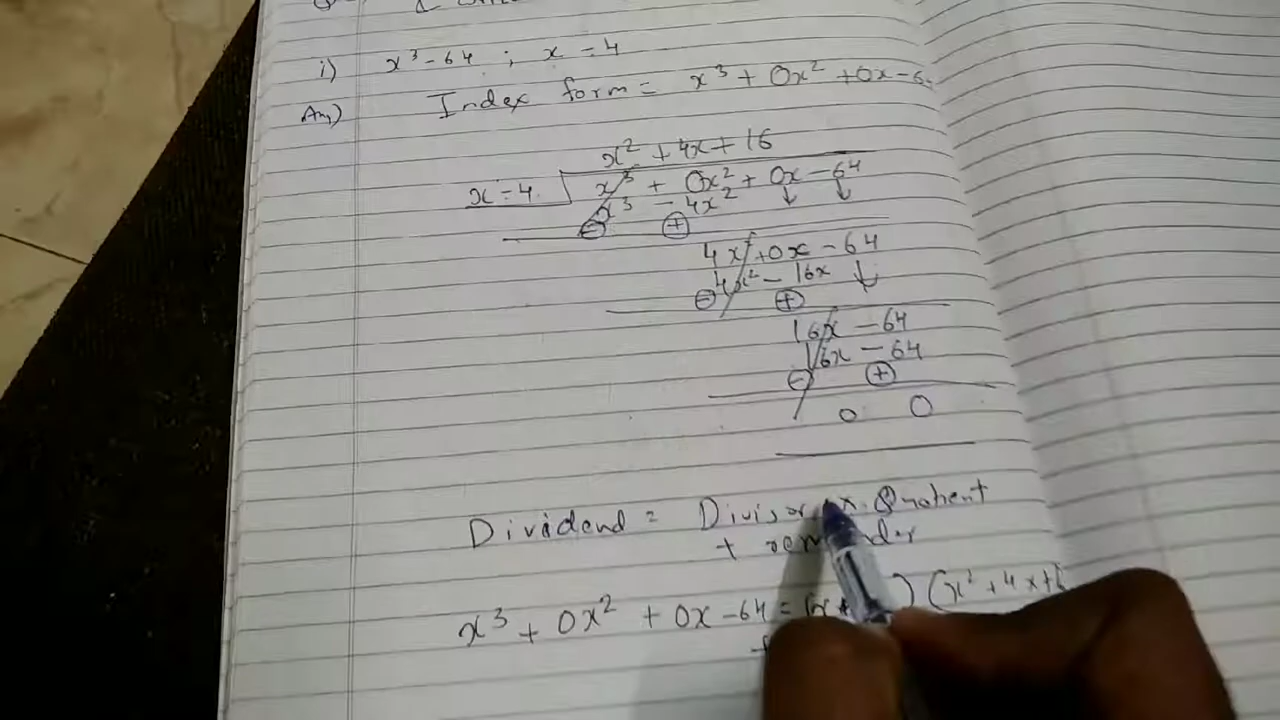 i) x³ - 64 ; x = 4
Ans) Index form = x³ + 0x² + 0x - 6
x² + 4x + 16
x = 4 x³ + 0x² + 0x - 64
x³ - 4x²
⊖ ⊕
4x² + 0x - 64
4x² - 16x
⊖ ⊕
16x - 64
16x - 64
⊖ ⊕
0 0
Dividend = Divisor x Quotient
+ remainder
x³ + 0x² + 0x - 64 = (x ) (x² + 4x + 16
+